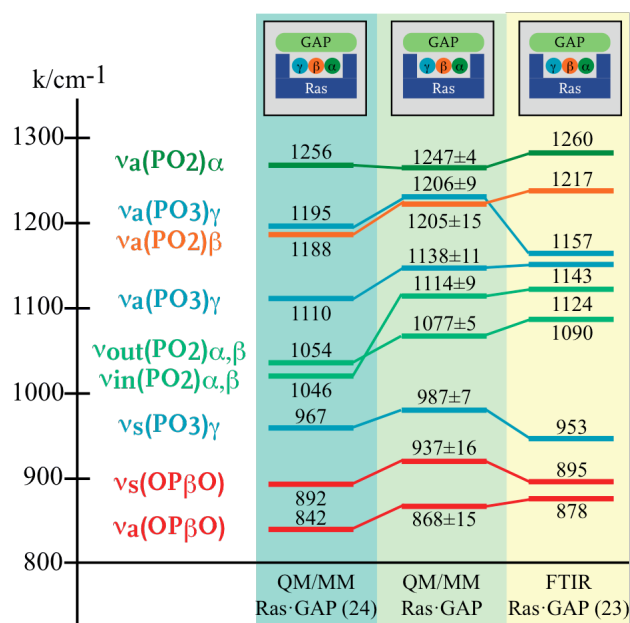 GAP
γ β α
Ras
GAP
γ β α
Ras
GAP
γ β α
Ras
k/cm-1
1300
1200
1100
1000
900
800
νa(PO2)α
νa(PO3)γ
νa(PO2)β
νa(PO3)γ
νout(PO2)α,β
νin(PO2)α,β
νs(PO3)γ
νs(OPβO)
νa(OPβO)
1256
1195
1188
1110
1054
1046
967
892
842
1247±4
1206±9
1205±15
1138±11
1114±9
1077±5
987±7
937±16
868±15
1260
1217
1157
1143
1124
1090
953
895
878
QM/MM
Ras·GAP (24)
QM/MM
Ras·GAP
FTIR
Ras·GAP (23)